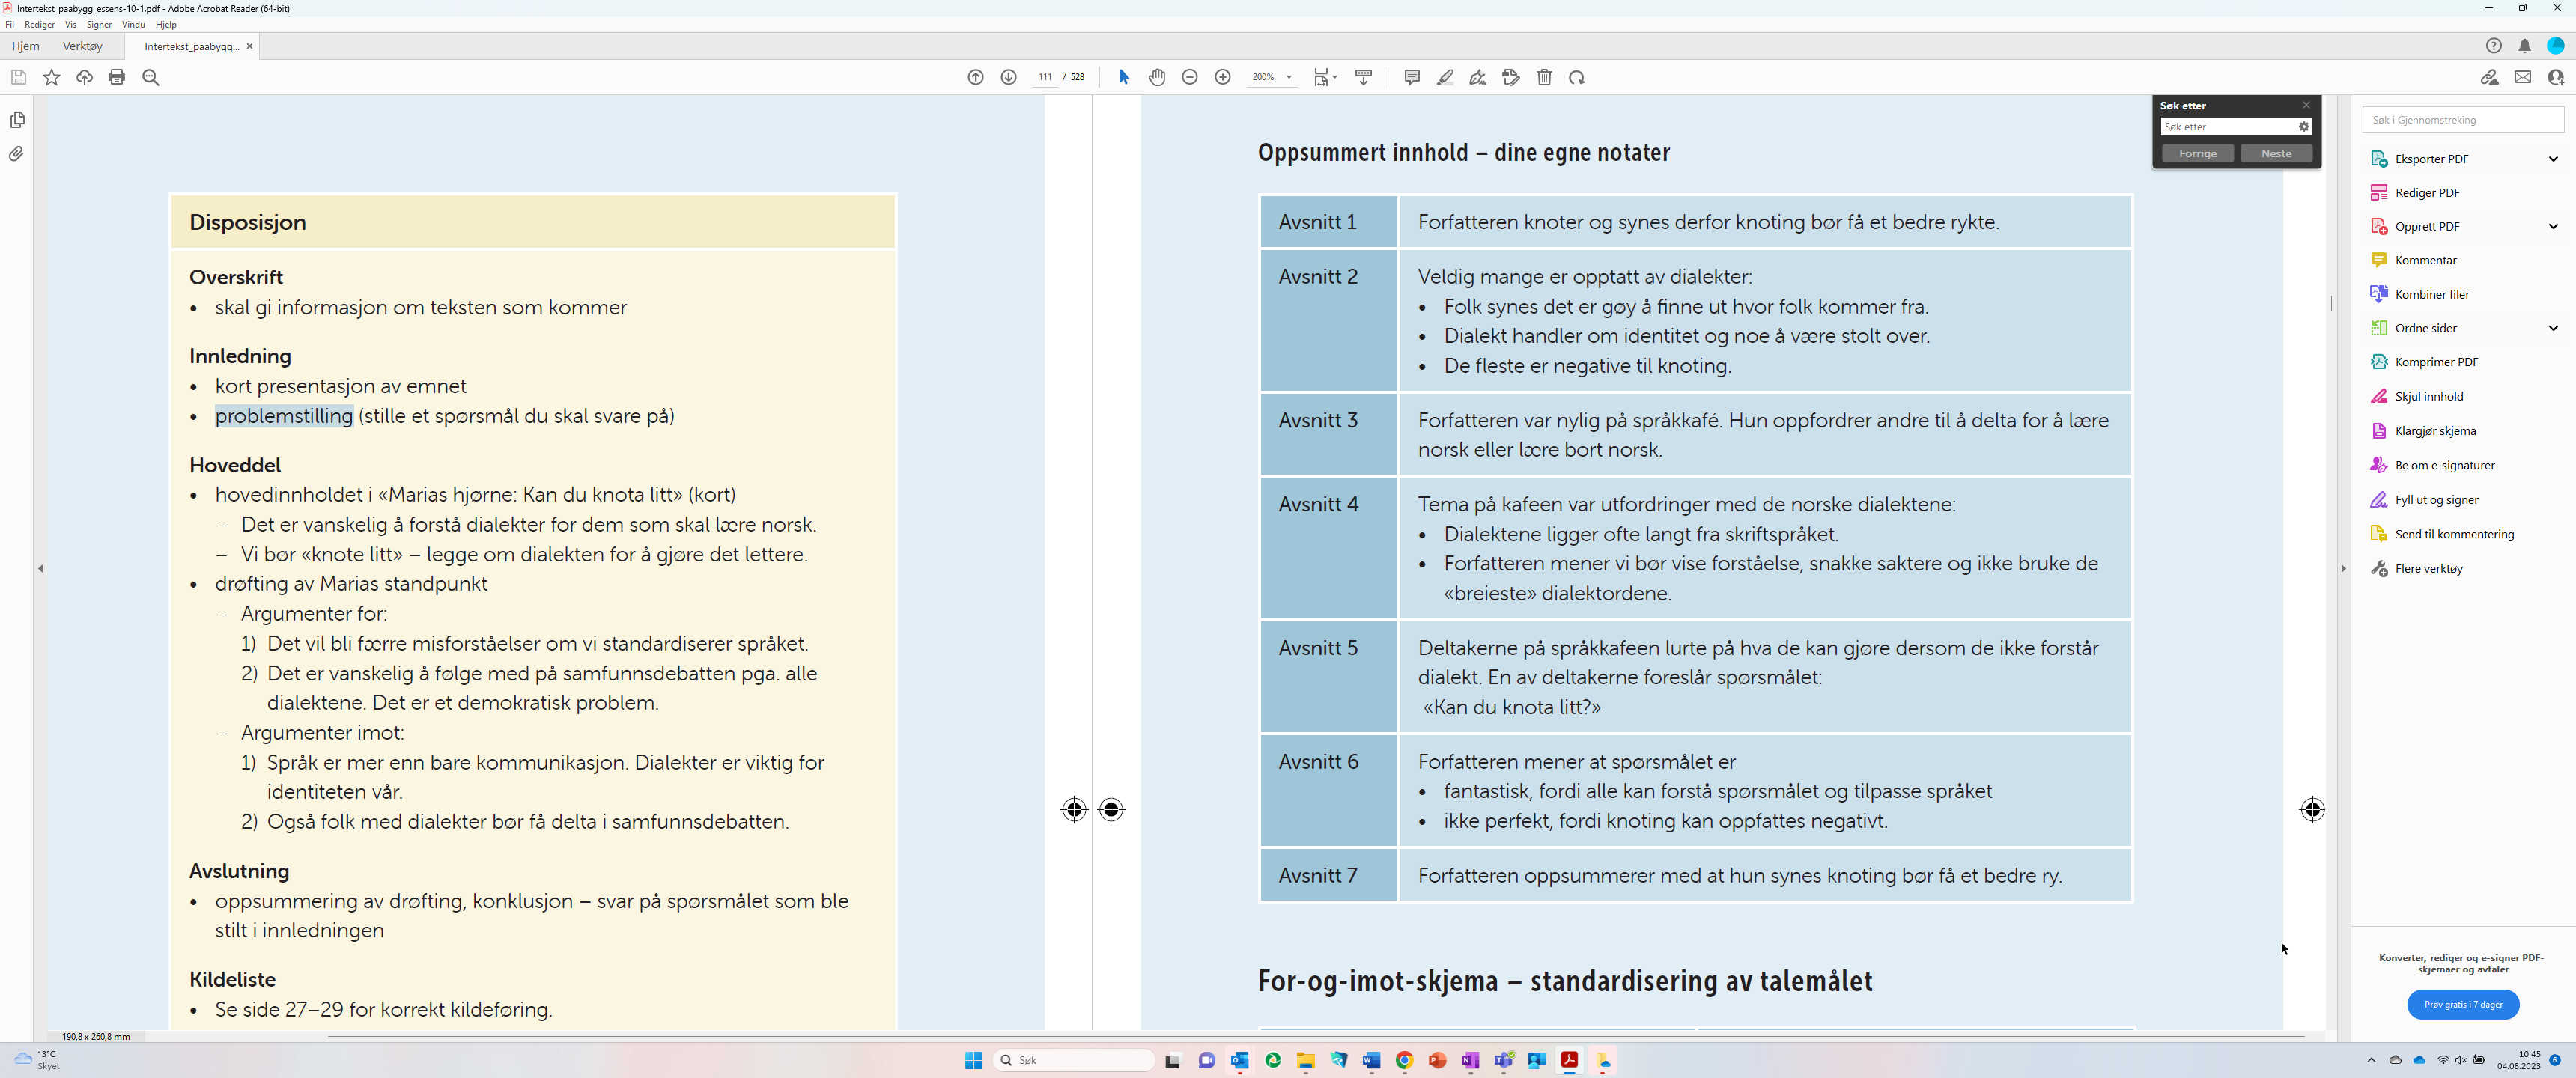 Intertekst_paabygg_essens-10-1.pdf - Adobe Acrobat Reader (64-bit)
Fil Rediger Vis Signer Vindu Hjelp
Hjem Verktøy Intertekst_paabygg... ×
111 / 528 200%
Disposisjon
Overskrift
• skal gi informasjon om teksten som kommer
Innledning
• kort presentasjon av emnet
• problemstilling (stille et spørsmål du skal svare på)
Hoveddel
• hovedinnholdet i «Marias hjørne: Kan du knota litt» (kort)
– Det er vanskelig å forstå dialekter for dem som skal lære norsk.
– Vi bør «knote litt» – legge om dialekten for å gjøre det lettere.
• drøfting av Marias standpunkt
– Argumenter for:
1) Det vil bli færre misforståelser om vi standardiserer språket.
2) Det er vanskelig å følge med på samfunnsdebatten pga. alle
dialektene. Det er et demokratisk problem.
– Argumenter imot:
1) Språk er mer enn bare kommunikasjon. Dialekter er viktig for
identiteten vår.
2) Også folk med dialekter bør få delta i samfunnsdebatten.
Avslutning
• oppsummering av drøfting, konklusjon – svar på spørsmålet som ble
stilt i innledningen
Kildeliste
• Se side 27–29 for korrekt kildeføring.
Oppsummert innhold – dine egne notater
Avsnitt 1 Forfatteren knoter og synes derfor knoting bør få et bedre rykte.
Avsnitt 2 Veldig mange er opptatt av dialekter:
• Folk synes det er gøy å finne ut hvor folk kommer fra.
• Dialekt handler om identitet og noe å være stolt over.
• De fleste er negative til knoting.
Avsnitt 3 Forfatteren var nylig på språkkafé. Hun oppfordrer andre til å delta for å lære
norsk eller lære bort norsk.
Avsnitt 4 Tema på kafeen var utfordringer med de norske dialektene:
• Dialektene ligger ofte langt fra skriftspråket.
• Forfatteren mener vi bør vise forståelse, snakke saktere og ikke bruke de
«breieste» dialektordene.
Avsnitt 5 Deltakerne på språkkafeen lurte på hva de kan gjøre dersom de ikke forstår
dialekt. En av deltakerne foreslår spørsmålet:
«Kan du knota litt?»
Avsnitt 6 Forfatteren mener at spørsmålet er
• fantastisk, fordi alle kan forstå spørsmålet og tilpasse språket
• ikke perfekt, fordi knoting kan oppfattes negativt.
Avsnitt 7 Forfatteren oppsummerer med at hun synes knoting bør få et bedre ry.
For-og-imot-skjema – standardisering av talemålet
Søk etter
Søk etter
Forrige Neste
Søk i Gjennomstreking
Eksporter PDF
Rediger PDF
Opprett PDF
Kommentar
Kombiner filer
Ordne sider
Komprimer PDF
Skjul innhold
Klargjør skjema
Be om e-signaturer
Fyll ut og signer
Send til kommentering
Flere verktøy
Konverter, rediger og e-signer PDF-
skjemaer og avtaler
Prøv gratis i 7 dager
190,8 x 260,8 mm
13°C
Skyet
Søk
10:45
04.08.2023
6